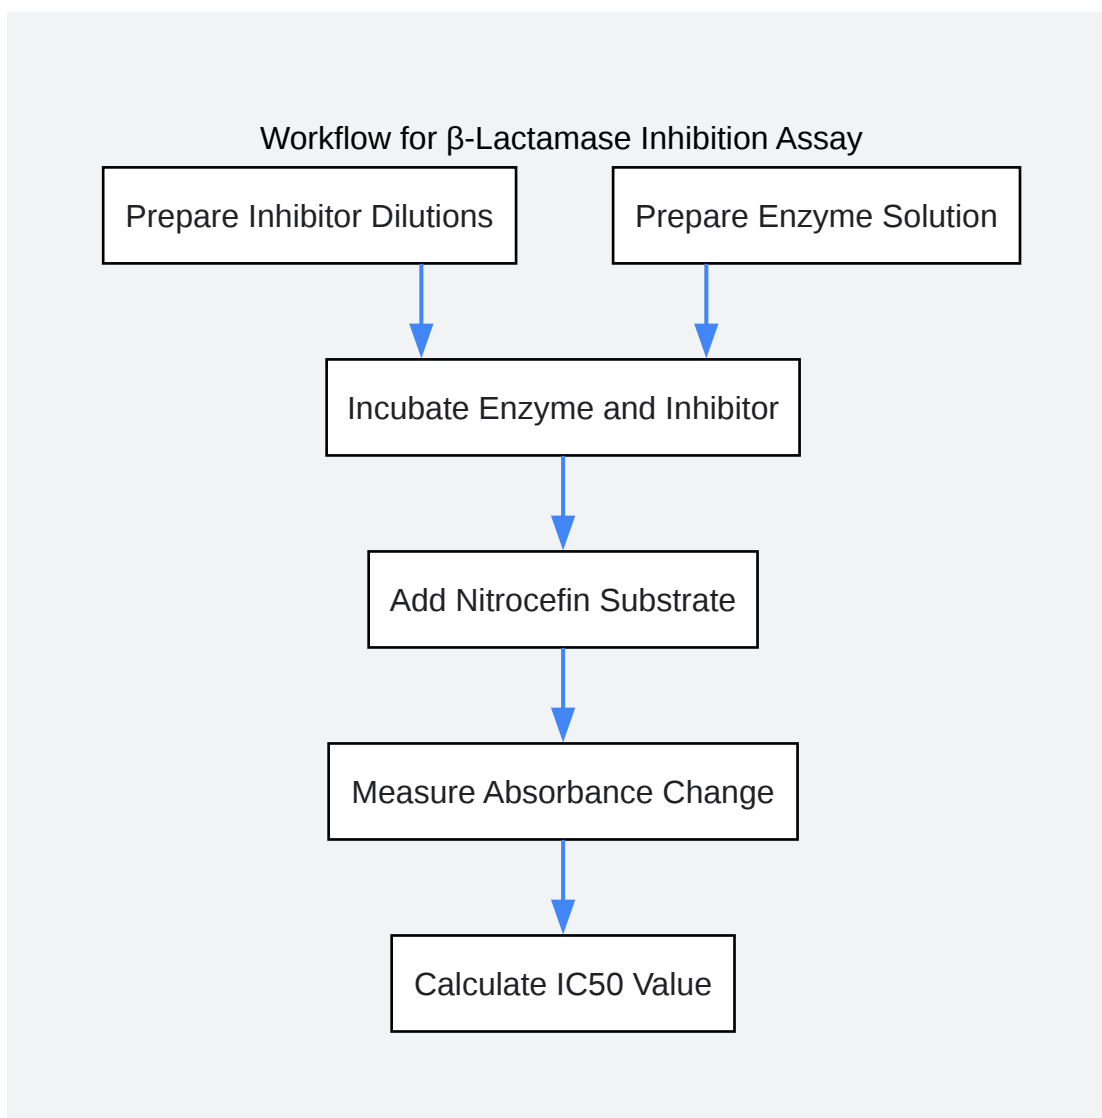 Workflow for β-Lactamase Inhibition Assay
Prepare Inhibitor Dilutions
Prepare Enzyme Solution
Incubate Enzyme and Inhibitor
Add Nitrocefin Substrate
Measure Absorbance Change
Calculate IC50 Value